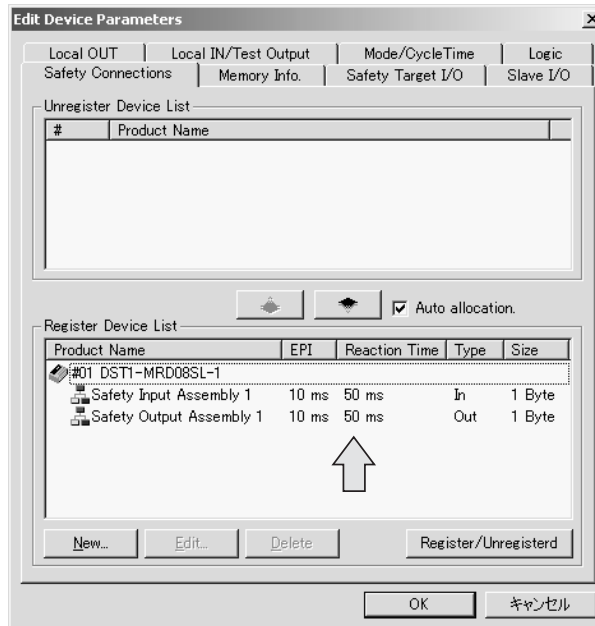 Edit Device Parameters
Local OUT Local IN/Test Output Mode/CycleTime Logic
Safety Connections Memory Info. Safety Target I/O Slave I/O
Unregister Device List
# Product Name
Auto allocation.
Register Device List
Product Name EPI Reaction Time Type Size
#01 DST1-MRD08SL-1
Safety Input Assembly 1 10 ms 50 ms In 1 Byte
Safety Output Assembly 1 10 ms 50 ms Out 1 Byte
New... Edit... Delete Register/Unregisterd
OK キャンセル